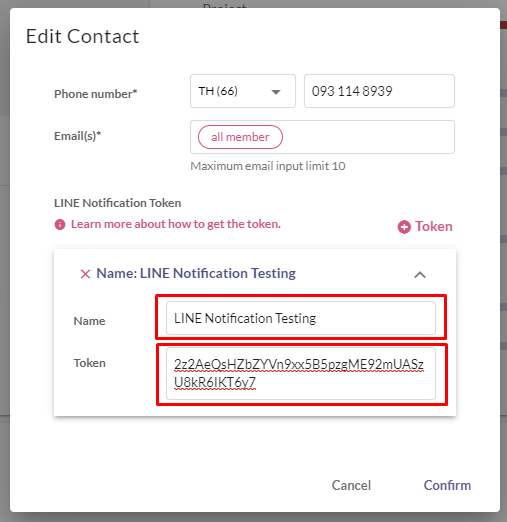 Project
Edit Contact
Phone number* TH (66) 093 114 8939
Email(s)* all member
Maximum email input limit 10
LINE Notification Token
Learn more about how to get the token. Token
Name: LINE Notification Testing
Name LINE Notification Testing
Token 2z2AeQsHZbZYVn9xx5B5pzgME92mUASz
U8kR6IKT6y7
Cancel Confirm